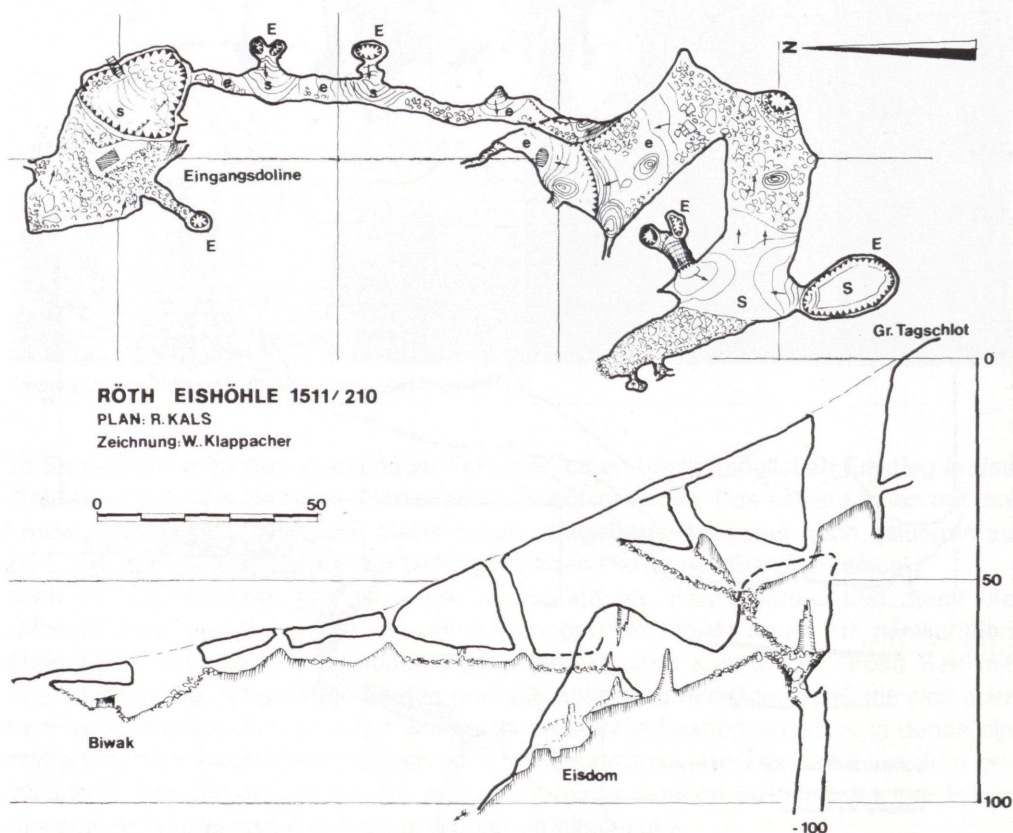 E
E
N
s
e
s
e
s
e
e
e
Eingangsdoline
E
E
E
S
S
Gr. Tagschlot
0
RÖTH EISHÖHLE 1511/210
PLAN: R. KALS
Zeichnung: W. Klappacher
0
50
50
Biwak
Eisdom
-100
100